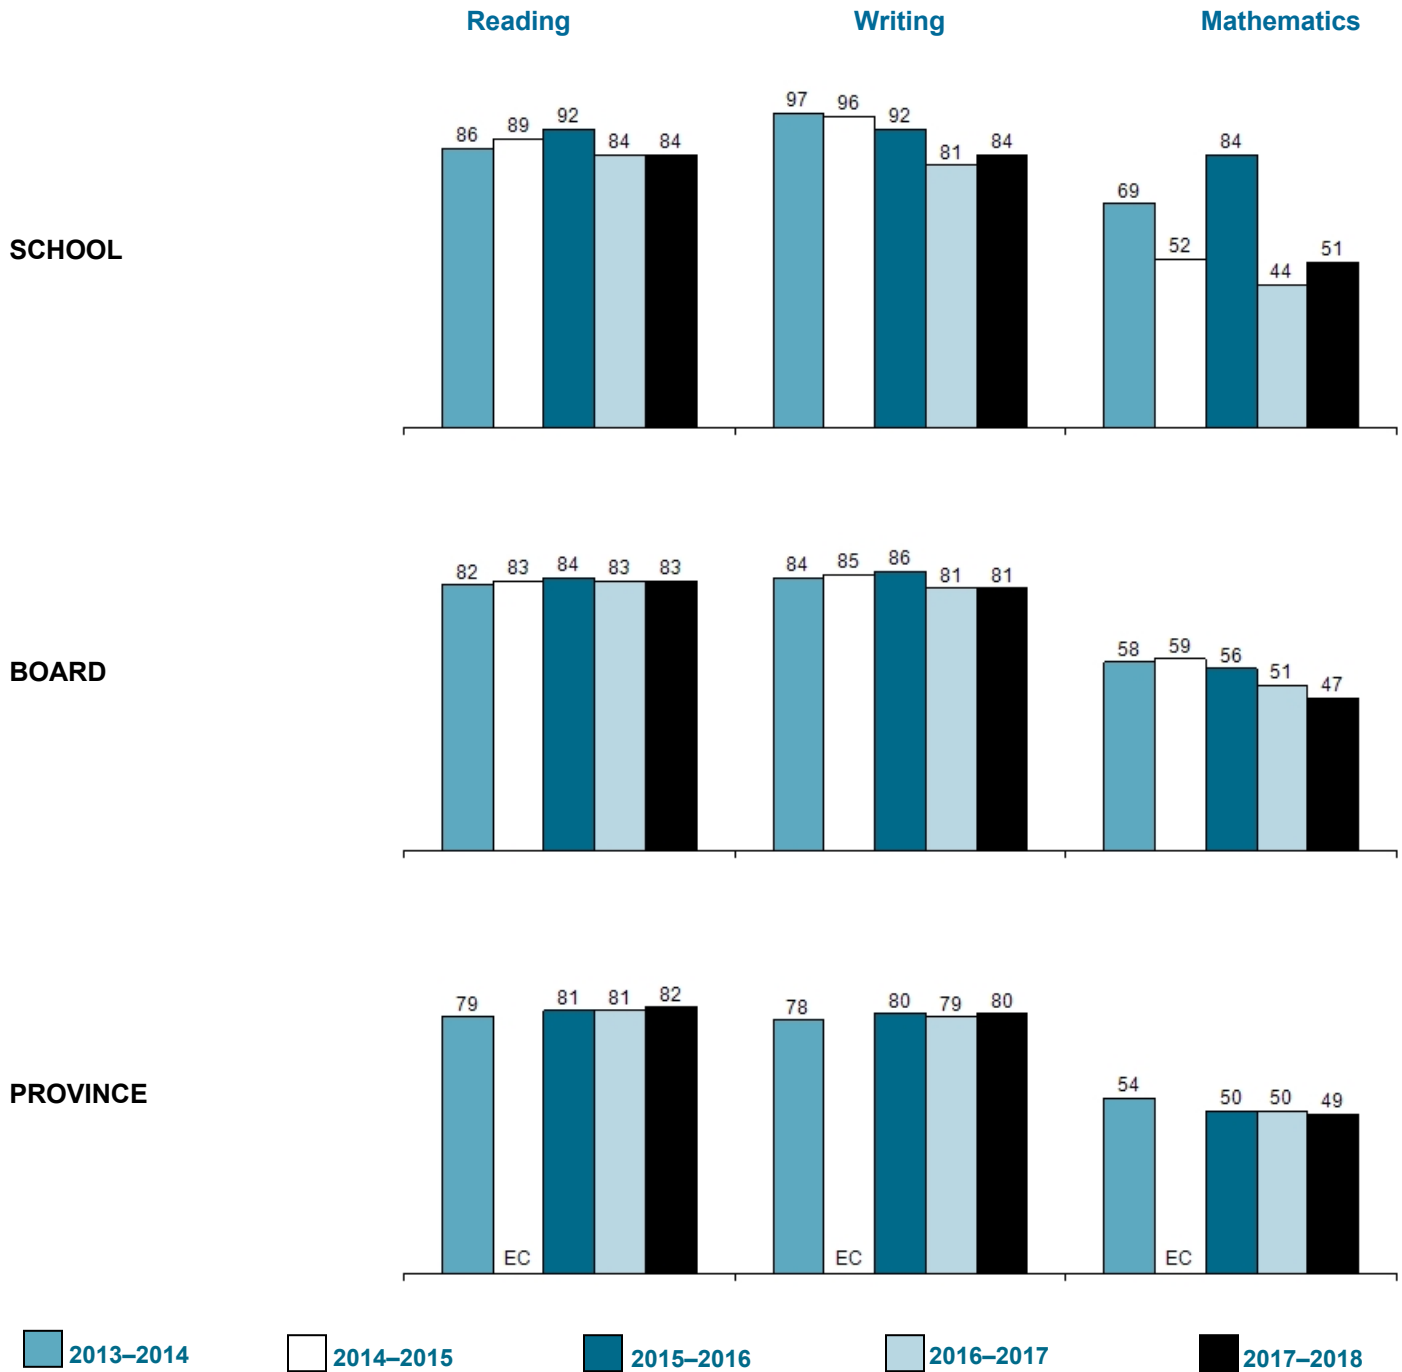 Reading Writing Mathematics
SCHOOL
86 89 92 84 84
97 96 92 81 84
69 52 84 44 51
BOARD
82 83 84 83 83
84 85 86 81 81
58 59 56 51 47
PROVINCE
79 EC 81 81 82
78 EC 80 79 80
54 EC 50 50 49
2013–2014 2014–2015 2015–2016 2016–2017 2017–2018